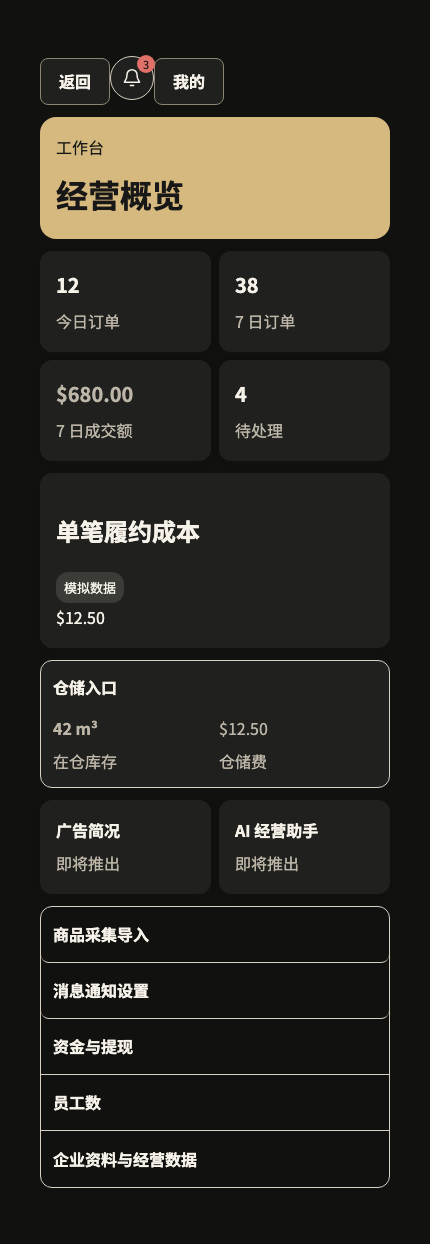 返回
3
我的
工作台
经营概览
12
今日订单
38
7 日订单
$680.00
7 日成交额
4
待处理
单笔履约成本
模拟数据
$12.50
仓储入口
42 m³
在仓库存
$12.50
仓储费
广告简况
即将推出
AI 经营助手
即将推出
商品采集导入
消息通知设置
资金与提现
员工数
企业资料与经营数据